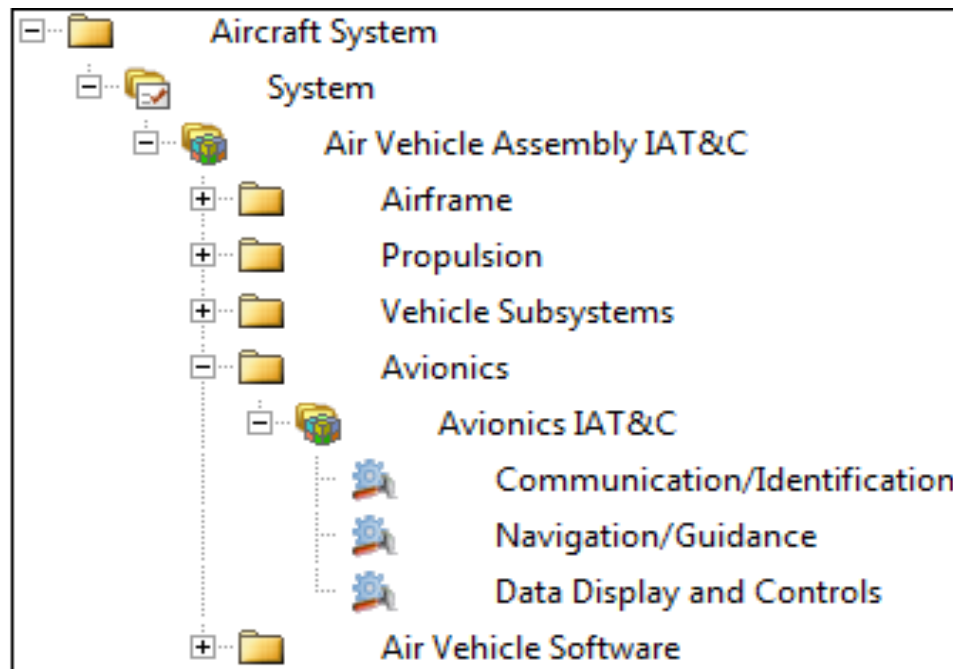 Aircraft System
System
Air Vehicle Assembly IAT&C
Airframe
Propulsion
Vehicle Subsystems
Avionics
Avionics IAT&C
Communication/Identification
Navigation/Guidance
Data Display and Controls
Air Vehicle Software